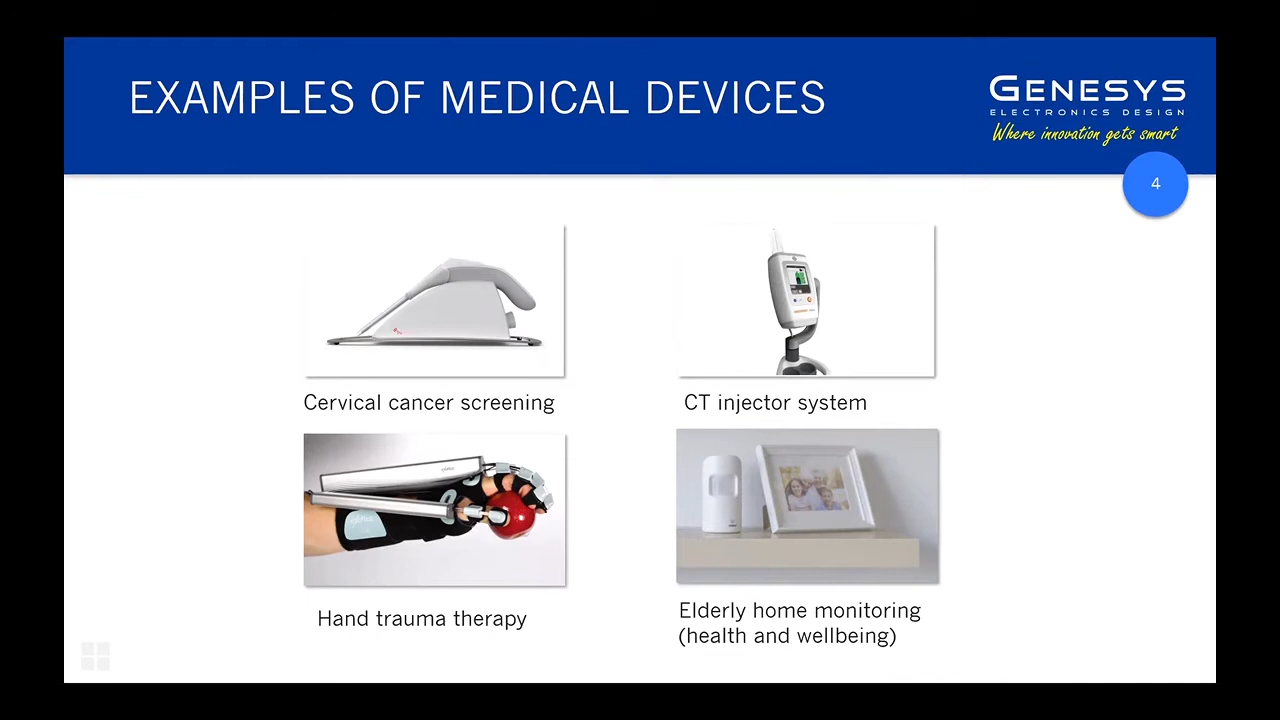 EXAMPLES OF MEDICAL DEVICES
GENESYS
ELECTRONICS DESIGN
Where innovation gets smart
4
Cervical cancer screening
CT injector system
Hand trauma therapy
Elderly home monitoring
(health and wellbeing)